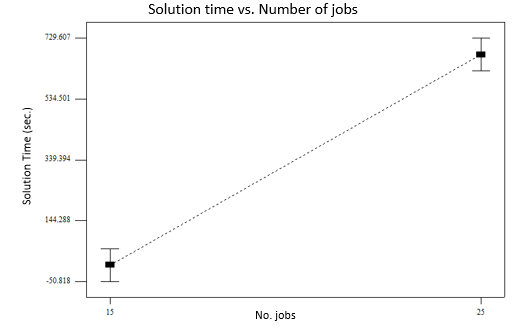 Solution time vs. Number of jobs
729.607
534.501
339.394
144.288
-50.818
Solution Time (sec.)
15
25
No. jobs